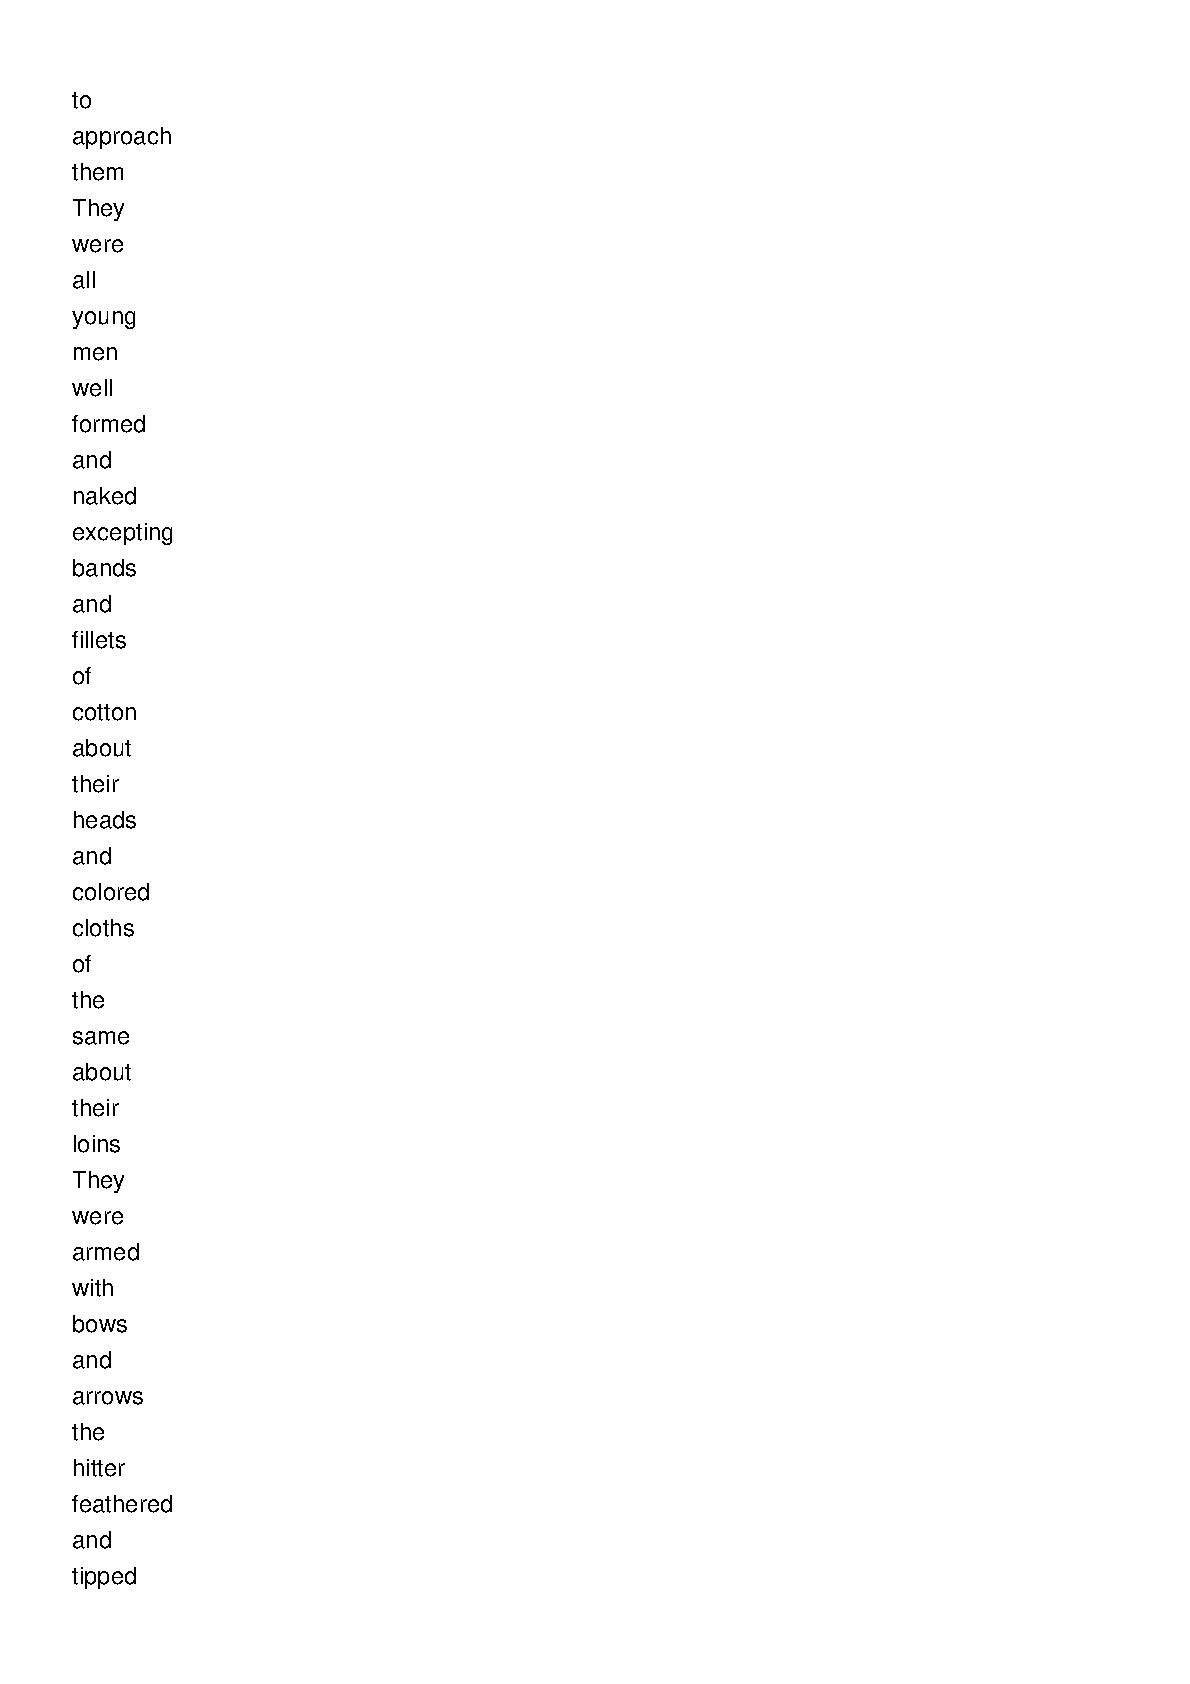 to
approach
them
They
were
all
young
men
well
formed
and
naked
excepting
bands
and
fillets
of
cotton
about
their
heads
and
colored
cloths
of
the
same
about
their
loins
They
were
armed
with
bows
and
arrows
the
hitter
feathered
and
tipped